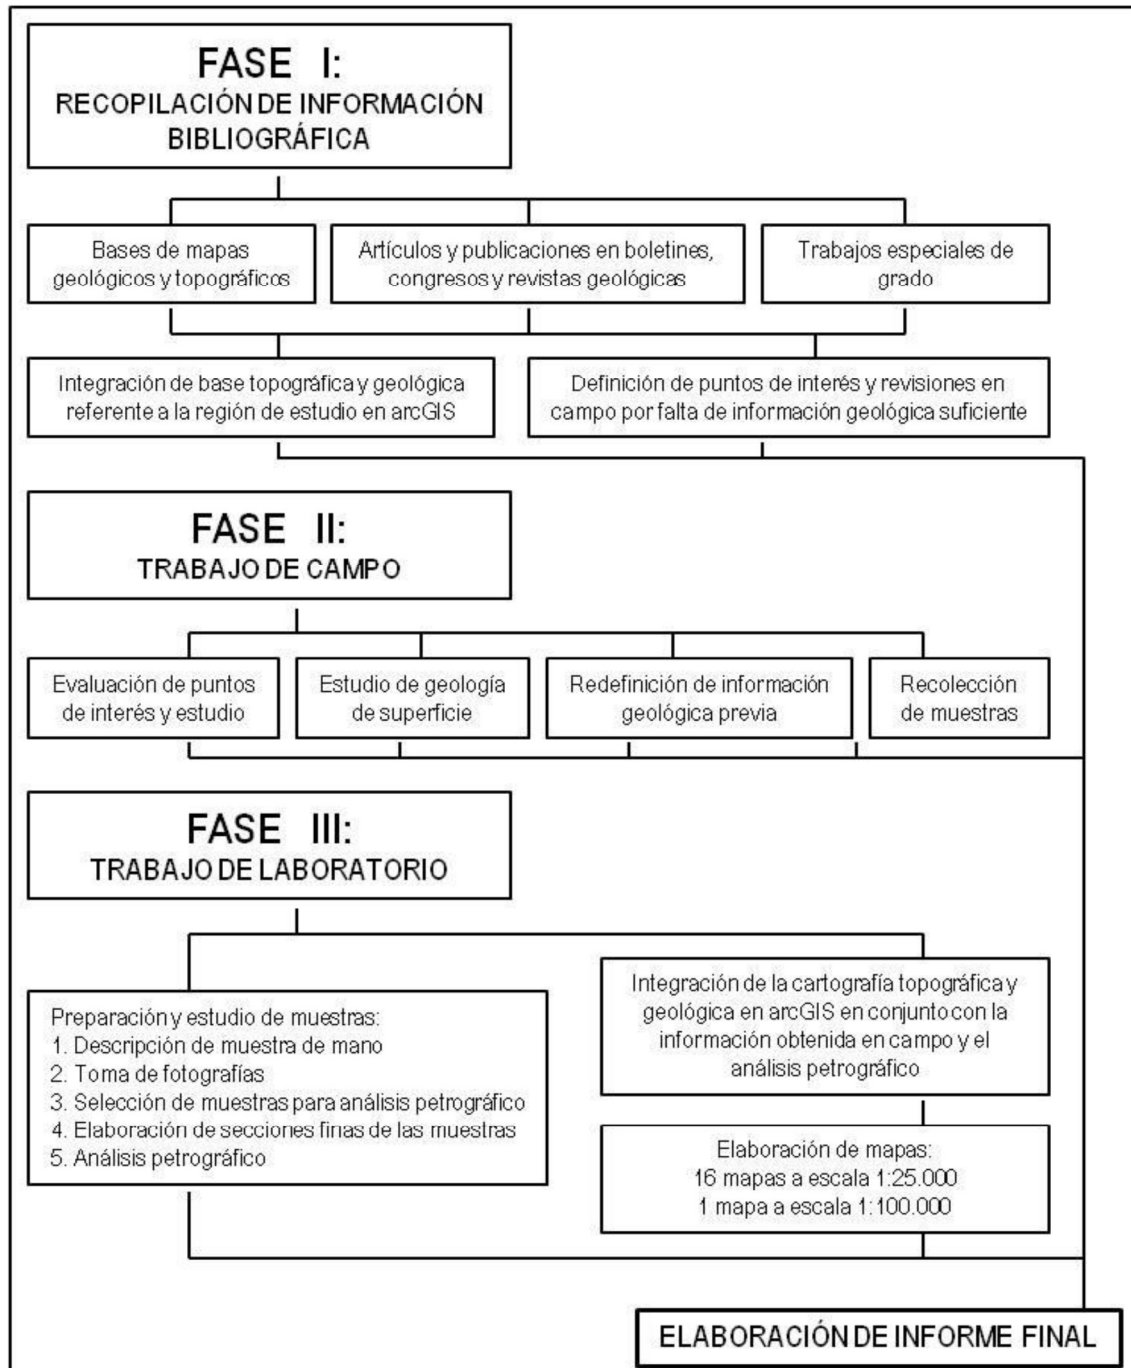 FASE I:
RECOPILACIÓN DE INFORMACIÓN
BIBLIOGRÁFICA
Bases de mapas
geológicos y topográficos
Artículos y publicaciones en boletines,
congresos y revistas geológicas
Trabajos especiales de
grado
Integración de base topográfica y geológica
referente a la región de estudio en arcGIS
Definición de puntos de interés y revisiones en
campo por falta de información geológica suficiente
FASE II:
TRABAJO DE CAMPO
Evaluación de puntos
de interés y estudio
Estudio de geología
de superficie
Redefinición de información
geológica previa
Recolección
de muestras
FASE III:
TRABAJO DE LABORATORIO
Preparación y estudio de muestras:
1. Descripción de muestra de mano
2. Toma de fotografías
3. Selección de muestras para análisis petrográfico
4. Elaboración de secciones finas de las muestras
5. Análisis petrográfico
Integración de la cartografía topográfica y
geológica en arcGIS en conjunto con la
información obtenida en campo y el
análisis petrográfico
Elaboración de mapas:
16 mapas a escala 1:25.000
1 mapa a escala 1:100.000
ELABORACIÓN DE INFORME FINAL